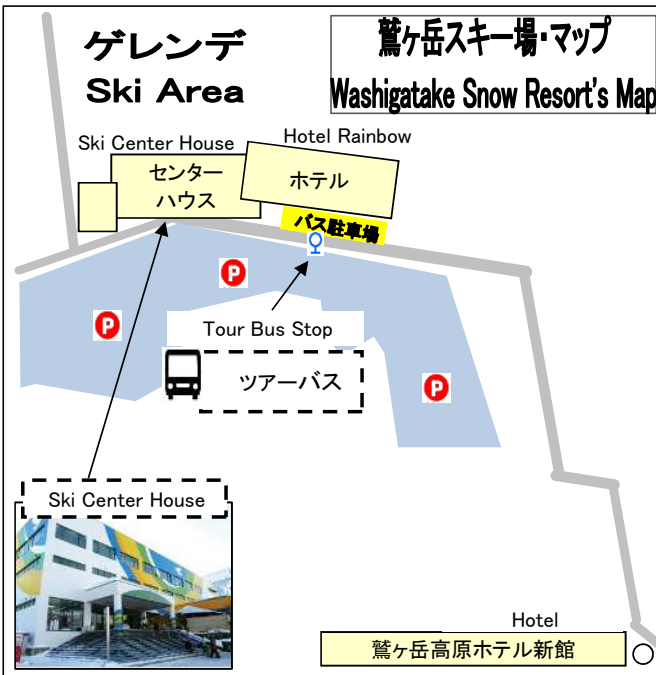 ゲレンデ
Ski Area
鷲ヶ岳スキー場・マップ
Washigatake Snow Resort's Map
Ski Center House
Hotel Rainbow
センター
ハウス
ホテル
バス駐車場
P
P
Tour Bus Stop
ツアーバス
P
Ski Center House
Hotel
鷲ヶ岳高原ホテル新館